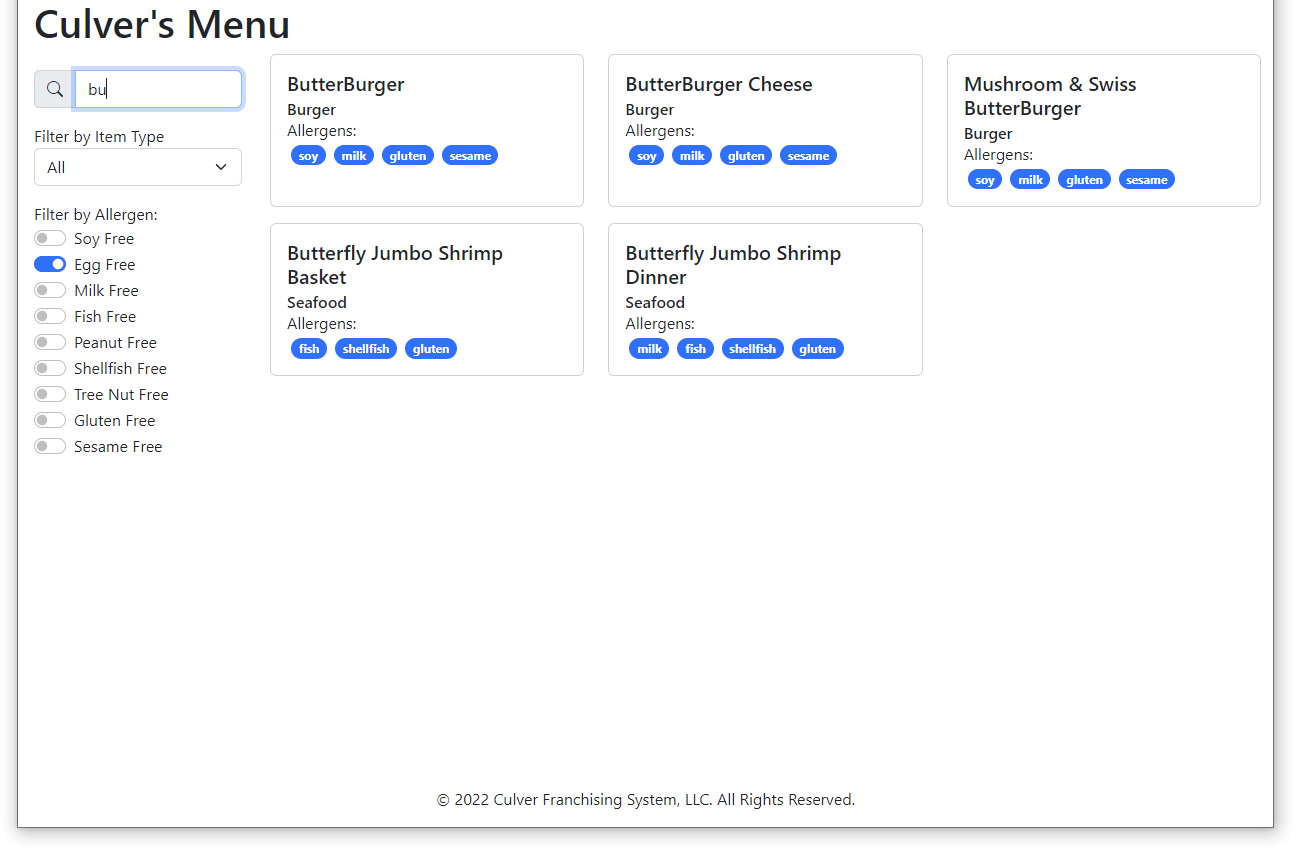 Culver's Menu
bu
Filter by Item Type
All
Filter by Allergen:
Soy Free
Egg Free
Milk Free
Fish Free
Peanut Free
Shellfish Free
Tree Nut Free
Gluten Free
Sesame Free
ButterBurger
Burger
Allergens:
soy milk gluten sesame
ButterBurger Cheese
Burger
Allergens:
soy milk gluten sesame
Mushroom & Swiss
ButterBurger
Burger
Allergens:
soy milk gluten sesame
Butterfly Jumbo Shrimp
Basket
Seafood
Allergens:
fish shellfish gluten
Butterfly Jumbo Shrimp
Dinner
Seafood
Allergens:
milk fish shellfish gluten
© 2022 Culver Franchising System, LLC. All Rights Reserved.